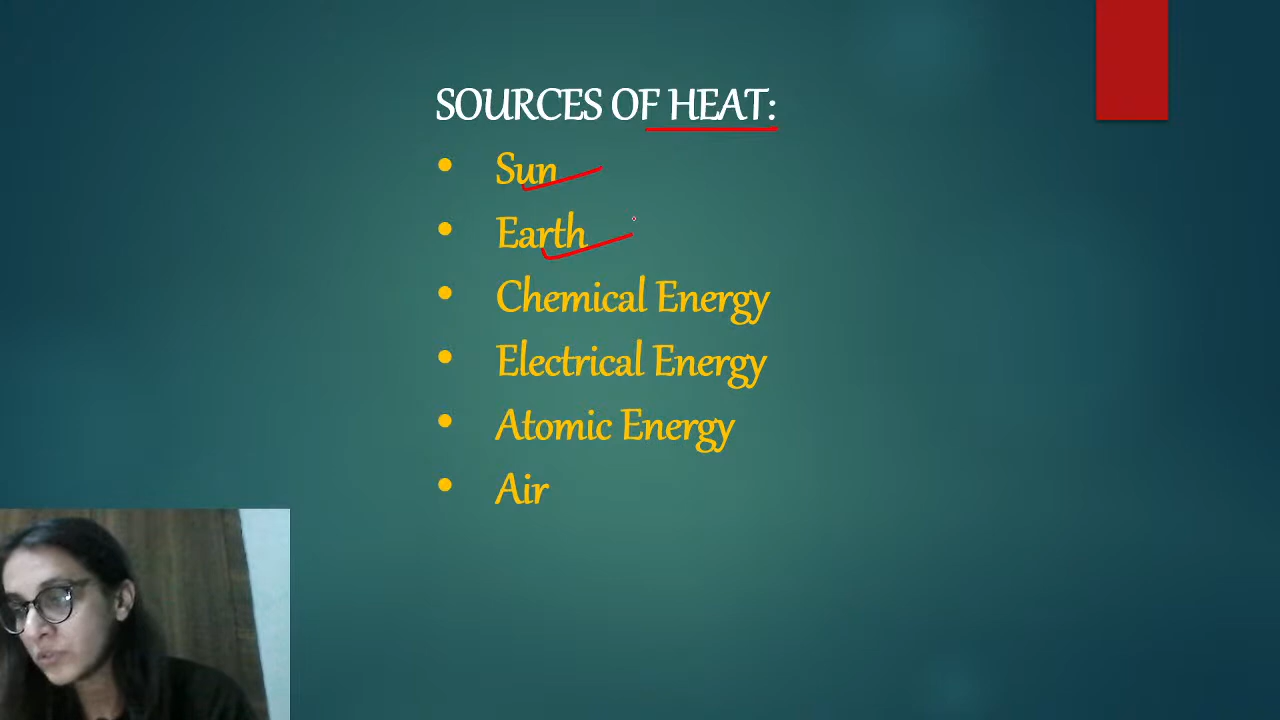 SOURCES OF HEAT:
• Sun
• Earth
• Chemical Energy
• Electrical Energy
• Atomic Energy
• Air